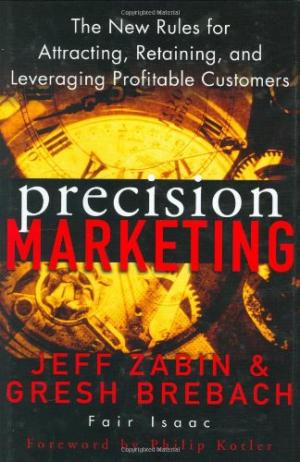 The New Rules for
Attracting, Retaining, and
Leveraging Profitable Customers
precision
MARKETING
JEFF ZABIN &
GRESH BREBACH
Fair Isaac
Foreword by Philip Kotler